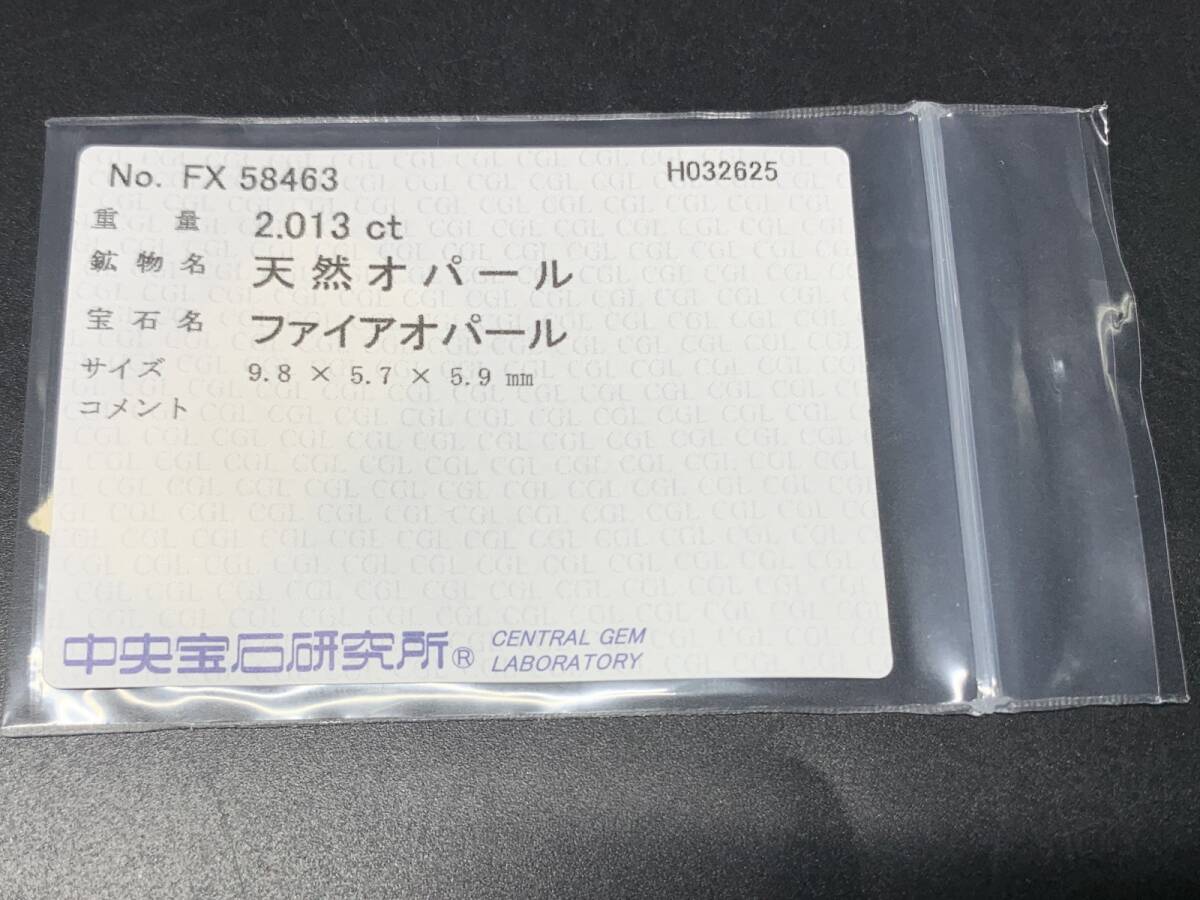 No. FX 58463 H032625
重量 2.013 ct
鉱物名 天然オパール
宝石名 ファイアオパール
サイズ 9.8 × 5.7 × 5.9 mm
コメント
中央宝石研究所® CENTRAL GEM LABORATORY